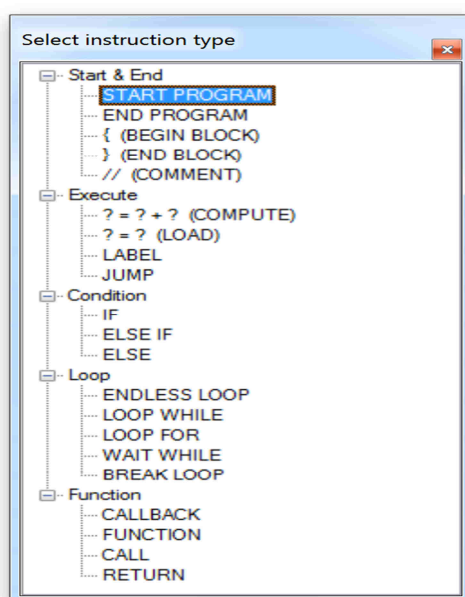 Select instruction type
Start & End
START PROGRAM
END PROGRAM
{ (BEGIN BLOCK)
} (END BLOCK)
// (COMMENT)
Execute
? = ? + ? (COMPUTE)
? = ? (LOAD)
LABEL
JUMP
Condition
IF
ELSE IF
ELSE
Loop
ENDLESS LOOP
LOOP WHILE
LOOP FOR
WAIT WHILE
BREAK LOOP
Function
CALLBACK
FUNCTION
CALL
RETURN